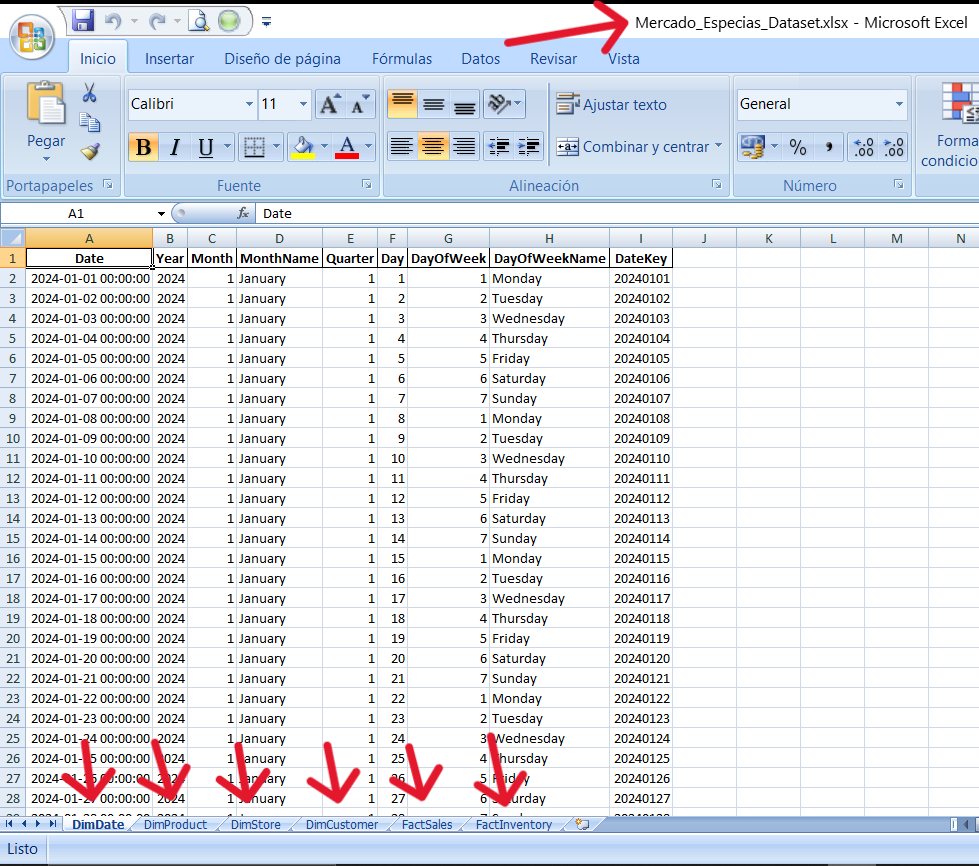 Mercado_Especias_Dataset.xlsx - Microsoft Excel
Inicio Insertar Diseño de página Fórmulas Datos Revisar Vista
Calibri 11 General
Pegar Ajustar texto Forma
Combinar y centrar condicio
Portapapeles Fuente Alineación Número
A1 fx Date
A B C D E F G H I J K L M N
1 Date Year Month MonthName Quarter Day DayOfWeek DayOfWeekName DateKey
2 2024-01-01 00:00:00 2024 1 January 1 1 1 Monday 20240101
3 2024-01-02 00:00:00 2024 1 January 1 2 2 Tuesday 20240102
4 2024-01-03 00:00:00 2024 1 January 1 3 3 Wednesday 20240103
5 2024-01-04 00:00:00 2024 1 January 1 4 4 Thursday 20240104
6 2024-01-05 00:00:00 2024 1 January 1 5 5 Friday 20240105
7 2024-01-06 00:00:00 2024 1 January 1 6 6 Saturday 20240106
8 2024-01-07 00:00:00 2024 1 January 1 7 7 Sunday 20240107
9 2024-01-08 00:00:00 2024 1 January 1 8 1 Monday 20240108
10 2024-01-09 00:00:00 2024 1 January 1 9 2 Tuesday 20240109
11 2024-01-10 00:00:00 2024 1 January 1 10 3 Wednesday 20240110
12 2024-01-11 00:00:00 2024 1 January 1 11 4 Thursday 20240111
13 2024-01-12 00:00:00 2024 1 January 1 12 5 Friday 20240112
14 2024-01-13 00:00:00 2024 1 January 1 13 6 Saturday 20240113
15 2024-01-14 00:00:00 2024 1 January 1 14 7 Sunday 20240114
16 2024-01-15 00:00:00 2024 1 January 1 15 1 Monday 20240115
17 2024-01-16 00:00:00 2024 1 January 1 16 2 Tuesday 20240116
18 2024-01-17 00:00:00 2024 1 January 1 17 3 Wednesday 20240117
19 2024-01-18 00:00:00 2024 1 January 1 18 4 Thursday 20240118
20 2024-01-19 00:00:00 2024 1 January 1 19 5 Friday 20240119
21 2024-01-20 00:00:00 2024 1 January 1 20 6 Saturday 20240120
22 2024-01-21 00:00:00 2024 1 January 1 21 7 Sunday 20240121
23 2024-01-22 00:00:00 2024 1 January 1 22 1 Monday 20240122
24 2024-01-23 00:00:00 2024 1 January 1 23 2 Tuesday 20240123
25 2024-01-24 00:00:00 2024 1 January 1 24 3 Wednesday 20240124
26 2024-01-25 00:00:00 2024 1 January 1 25 4 Thursday 20240125
27 2024-01-26 00:00:00 2024 1 January 1 26 5 Friday 20240126
28 2024-01-27 00:00:00 2024 1 January 1 27 6 Saturday 20240127
DimDate DimProduct DimStore DimCustomer FactSales FactInventory
Listo